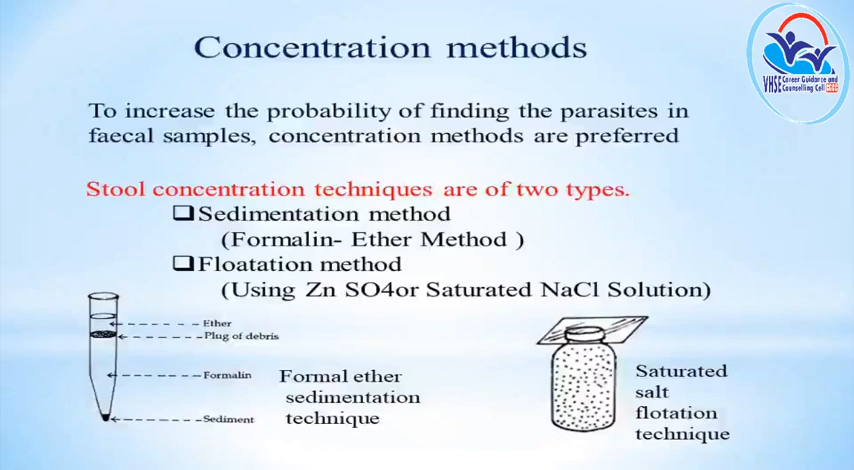 Concentration methods
VHSE Career Guidance and
Counselling Cell
To increase the probability of finding the parasites in
faecal samples, concentration methods are preferred
Stool concentration techniques are of two types.
Sedimentation method
(Formalin- Ether Method )
Floatation method
(Using Zn SO4or Saturated NaCl Solution)
Ether
Plug of debris
Formalin
Sediment
Formal ether
sedimentation
technique
Saturated
salt
flotation
technique